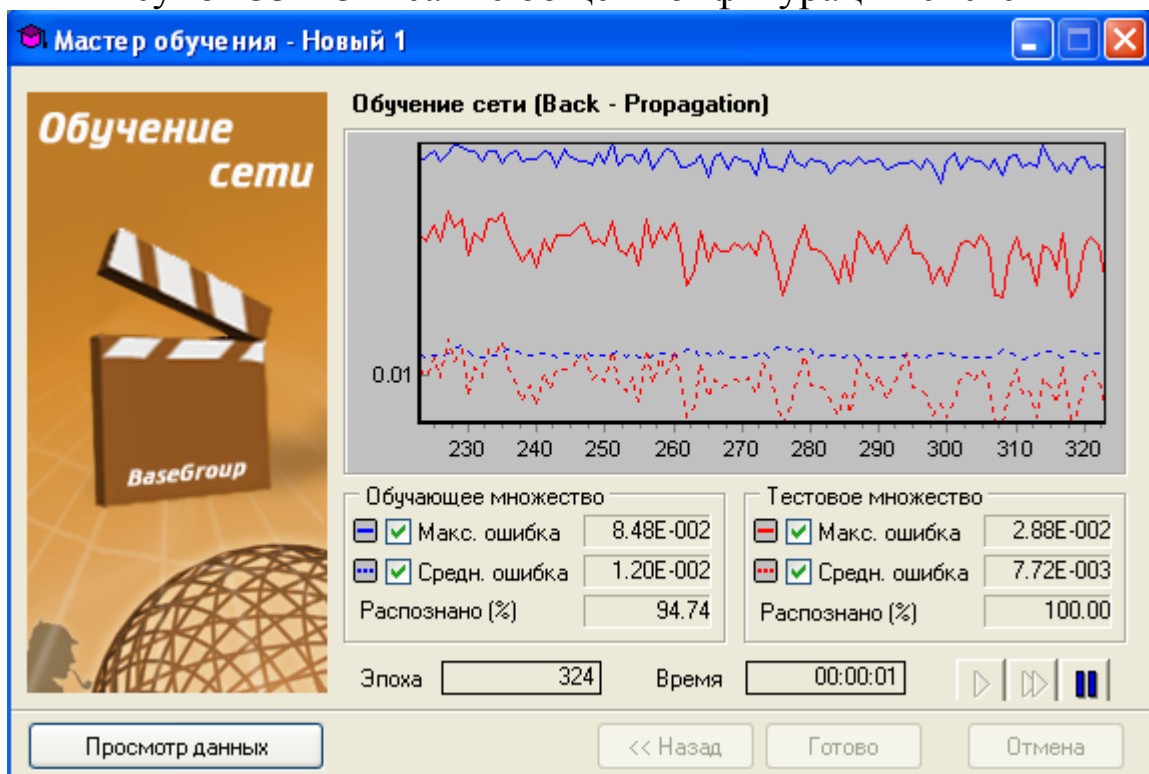 Мастер обучения - Новый 1
Обучение
сети
BaseGroup
Обучение сети (Back - Propagation)
0.01
230 240 250 260 270 280 290 300 310 320
Обучающее множество
Макс. ошибка 8.48E-002
Средн. ошибка 1.20E-002
Распознано (%) 94.74
Тестовое множество
Макс. ошибка 2.88E-002
Средн. ошибка 7.72E-003
Распознано (%) 100.00
Эпоха 324 Время 00:00:01
Просмотр данных << Назад Готово Отмена